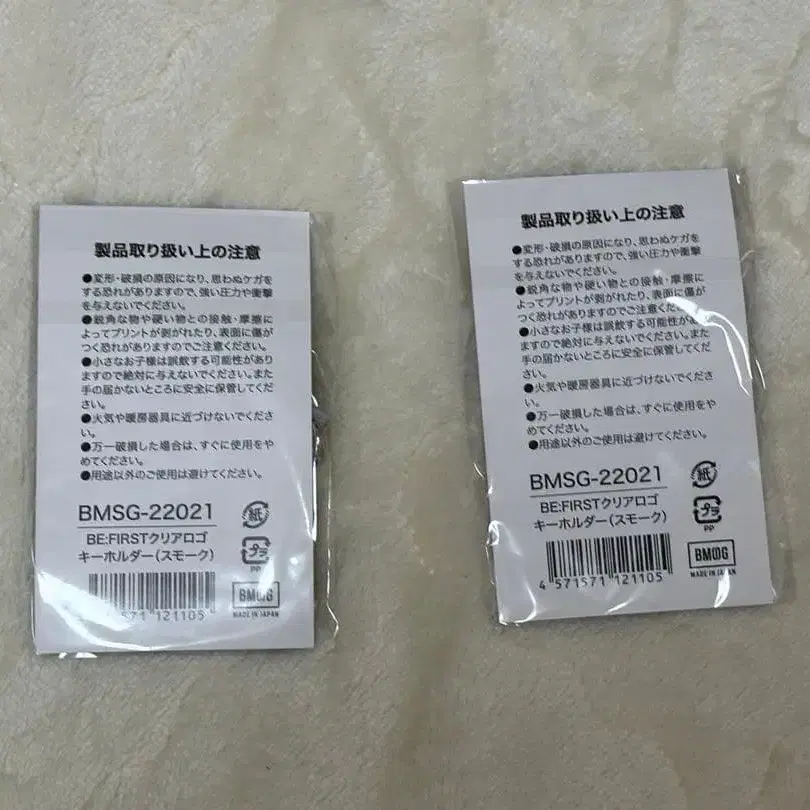 製品取り扱い上の注意
●変形・破損の原因になり、思わぬケガを
する恐れがありますので、強い圧力や衝撃
を与えないでください。
●鋭角な物や硬い物との接触・摩擦に
よってプリントが剥がれたり、表面に傷が
つく恐れがありますのでご注意ください。
●小さなお子様は誤飲する可能性があり
ますので絶対に与えないでください。また
手の届かないところに安全に保管してくだ
さい。
●火気や暖房器具に近づけないでくださ
い。
●万一破損した場合は、すぐに使用をや
めてください。
●用途以外のご使用は避けてください。
BMSG-22021
BE:FIRSTクリアロゴ
キーホルダー(スモーク)
紙
プラ
PP
571 121105
BMSG
MADE IN JAPAN
製品取り扱い上の注意
●変形・破損の原因になり、思わぬケガを
する恐れがありますので、強い圧力や衝撃
を与えないでください。
●鋭角な物や硬い物との接触・摩擦に
よってプリントが剥がれたり、表面に傷が
つく恐れがありますのでご注意ください。
●小さなお子様は誤飲する可能性があり
ますので絶対に与えないでください。また
手の届かないところに安全に保管してくだ
さい。
●火気や暖房器具に近づけないでくださ
い。
●万一破損した場合は、すぐに使用をや
めてください。
●用途以外のご使用は避けてください。
BMSG-22021
BE:FIRSTクリアロゴ
キーホルダー(スモーク)
紙
プラ
PP
4 571571 121105
BMSG
MADE IN JAPAN